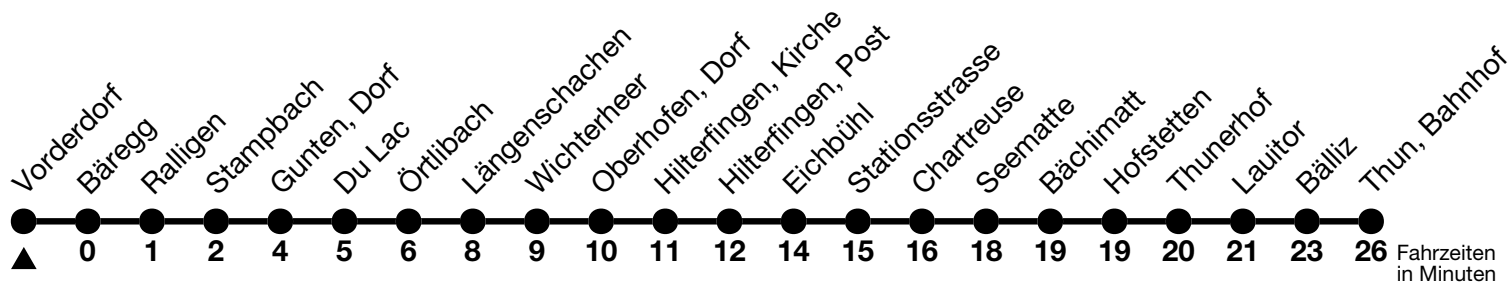 Vorderdorf
Bäregg
Ralligen
Stampbach
Gunten, Dorf
Du Lac
Örtlibach
Längenschachen
Wichterheer
Oberhofen, Dorf
Hilterfingen, Kirche
Hilterfingen, Post
Eichbühl
Stationsstrasse
Chartreuse
Seematte
Bächimatt
Hofstetten
Thunerhof
Lauitor
Bälliz
Thun, Bahnhof
0 1 2 4 5 6 8 9 10 11 12 14 15 16 18 19 19 20 21 23 26
Fahrzeiten
in Minuten